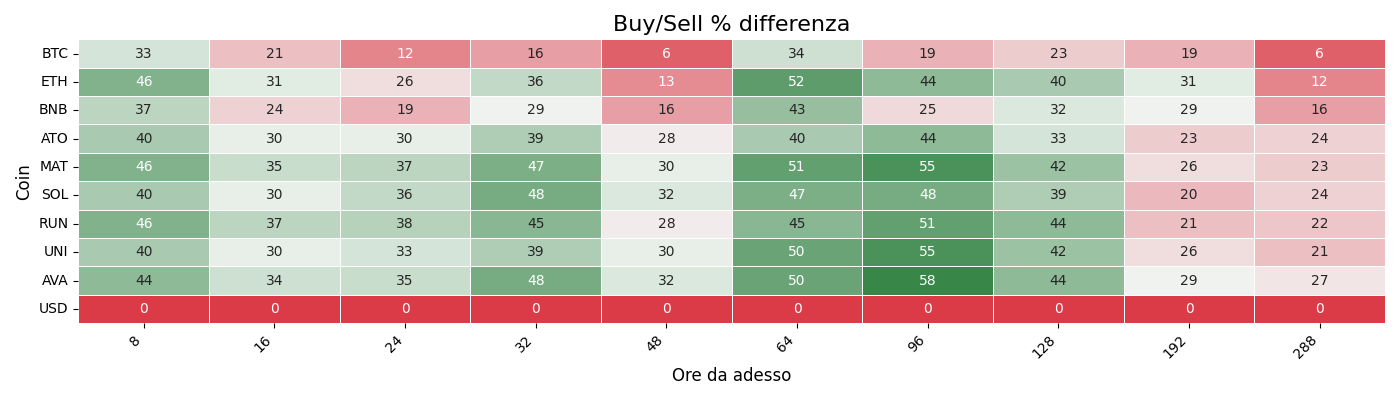 Buy/Sell % differenza
Coin
BTC 33 21 12 16 6 34 19 23 19 6
ETH 46 31 26 36 13 52 44 40 31 12
BNB 37 24 19 29 16 43 25 32 29 16
ATO 40 30 30 39 28 40 44 33 23 24
MAT 46 35 37 47 30 51 55 42 26 23
SOL 40 30 36 48 32 47 48 39 20 24
RUN 46 37 38 45 28 45 51 44 21 22
UNI 40 30 33 39 30 50 55 42 26 21
AVA 44 34 35 48 32 50 58 44 29 27
USD 0 0 0 0 0 0 0 0 0 0
8 16 24 32 48 64 96 128 192 288
Ore da adesso